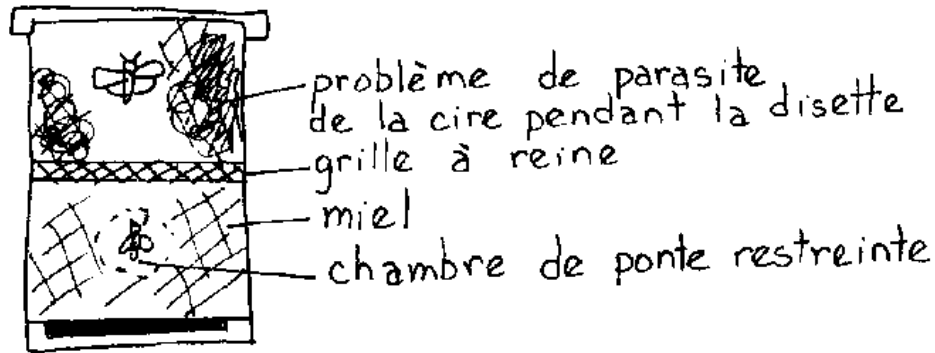 problème de parasite
de la cire pendant la disette
grille à reine
miel
chambre de ponte restreinte